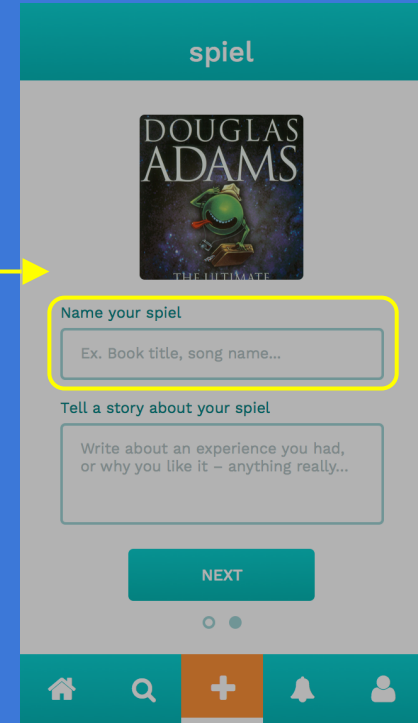 spiel
DOUGLAS
ADAMS
THE ULTIMATE
Name your spiel
Ex. Book title, song name...
Tell a story about your spiel
Write about an experience you had,
or why you like it – anything really...
NEXT